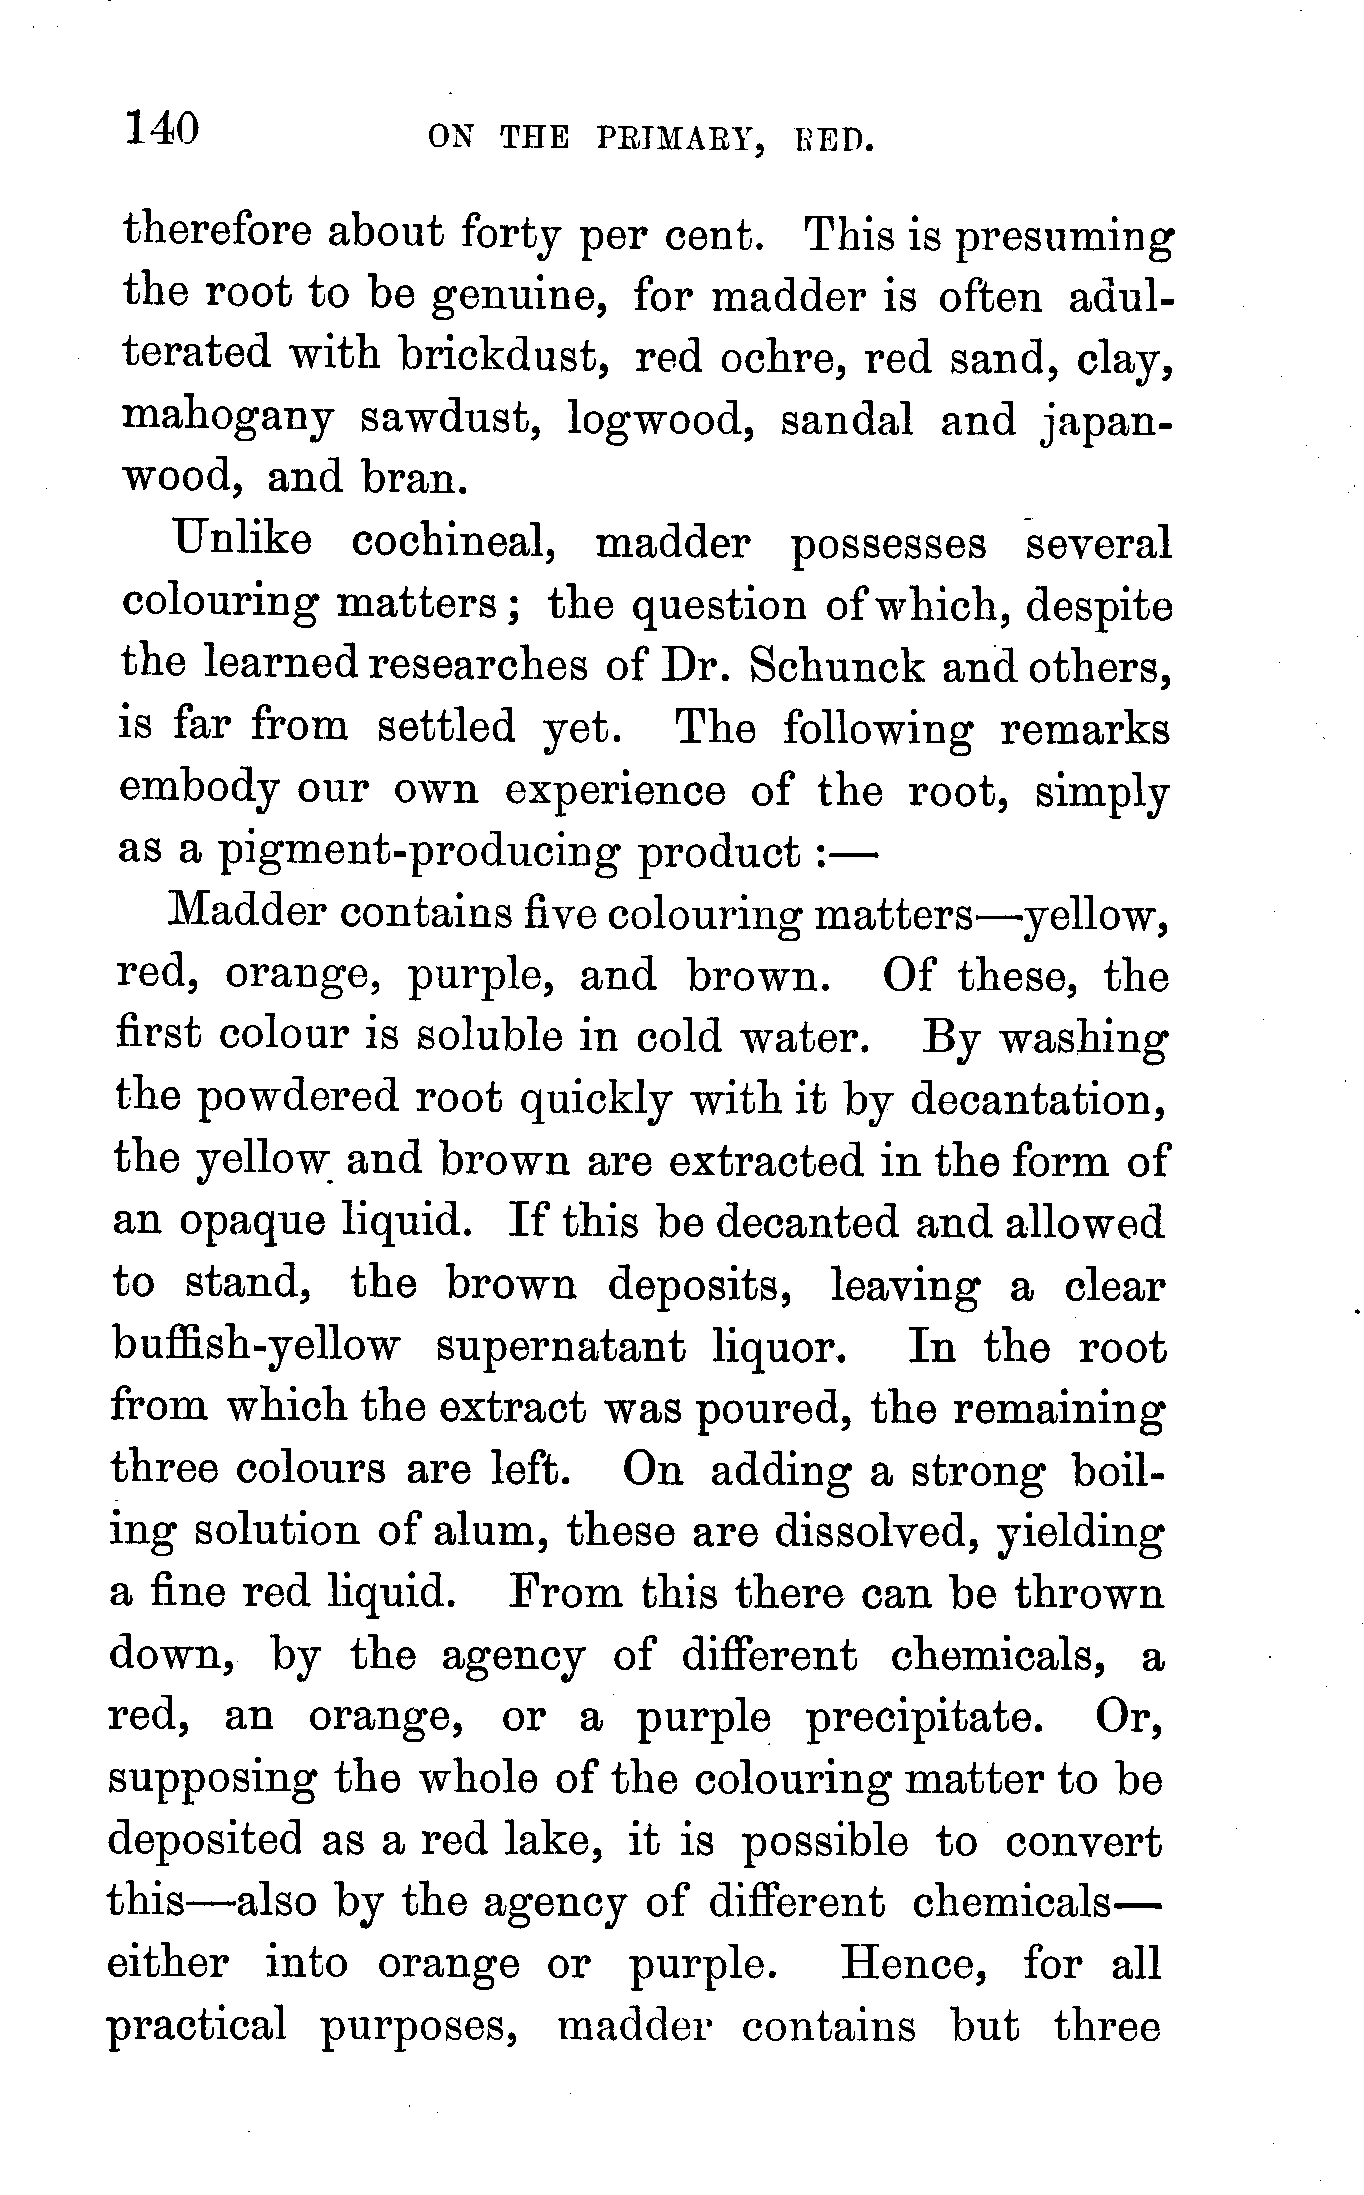 140 ON THE PRIMARY, RED.
therefore about forty per cent. This is presuming
the root to be genuine, for madder is often adul-
terated with brickdust, red ochre, red sand, clay,
mahogany sawdust, logwood, sandal and japan-
wood, and bran.
Unlike cochineal, madder possesses several
colouring matters; the question of which, despite
the learned researches of Dr. Schunck and others,
is far from settled yet. The following remarks
embody our own experience of the root, simply
as a pigment-producing product :—
Madder contains five colouring matters—yellow,
red, orange, purple, and brown. Of these, the
first colour is soluble in cold water. By washing
the powdered root quickly with it by decantation,
the yellow and brown are extracted in the form of
an opaque liquid. If this be decanted and allowed
to stand, the brown deposits, leaving a clear
buffish-yellow supernatant liquor. In the root
from which the extract was poured, the remaining
three colours are left. On adding a strong boil-
ing solution of alum, these are dissolved, yielding
a fine red liquid. From this there can be thrown
down, by the agency of different chemicals, a
red, an orange, or a purple precipitate. Or,
supposing the whole of the colouring matter to be
deposited as a red lake, it is possible to convert
this—also by the agency of different chemicals—
either into orange or purple. Hence, for all
practical purposes, madder contains but three